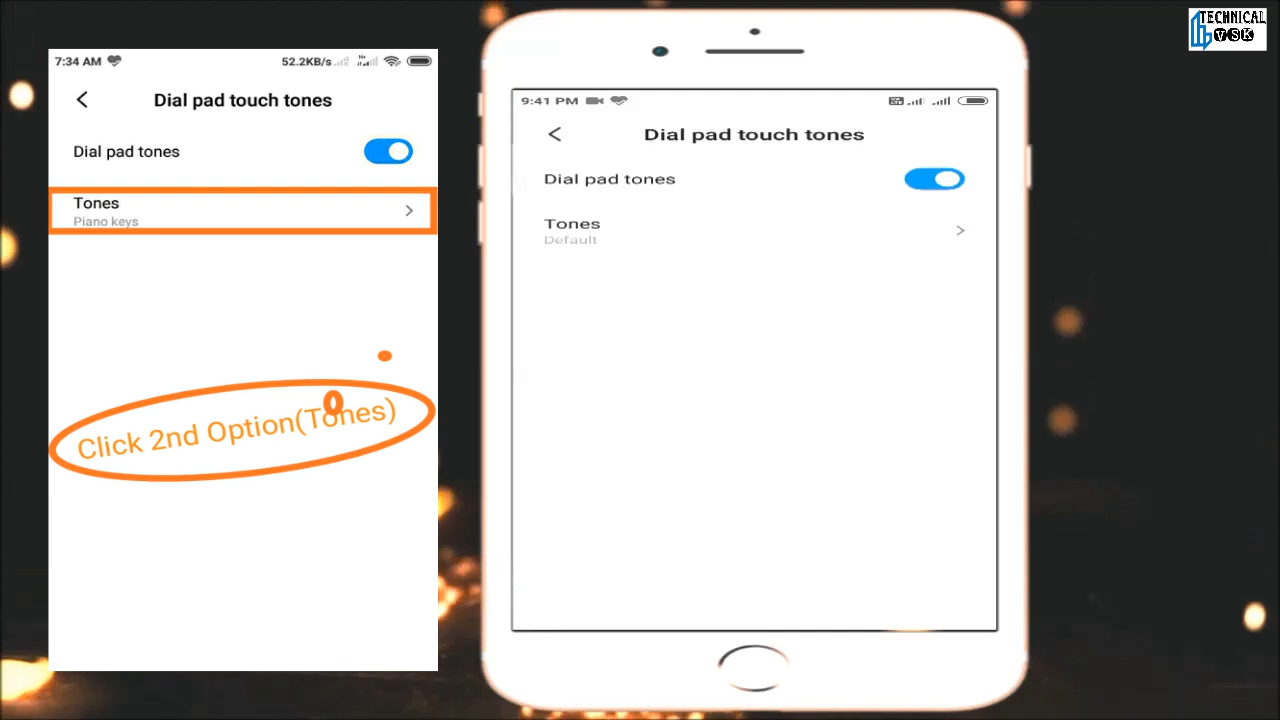 TECHNICAL
VSK
7:34 AM
52.2KB/s
Dial pad touch tones
Dial pad tones
Tones
Piano keys
Click 2nd Option(Tones)
9:41 PM
Dial pad touch tones
Dial pad tones
Tones
Default